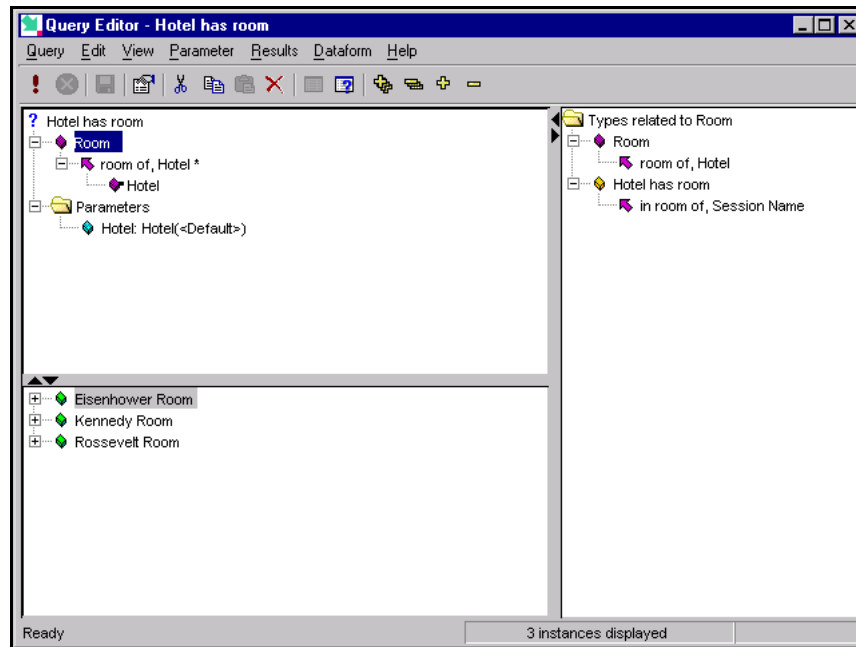 Query Editor - Hotel has room
Query Edit View Parameter Results Dataform Help
? Hotel has room
Room
room of, Hotel *
Hotel
Parameters
Hotel: Hotel(<Default>)
Types related to Room
Room
room of, Hotel
Hotel has room
in room of, Session Name
Eisenhower Room
Kennedy Room
Rossevelt Room
Ready
3 instances displayed